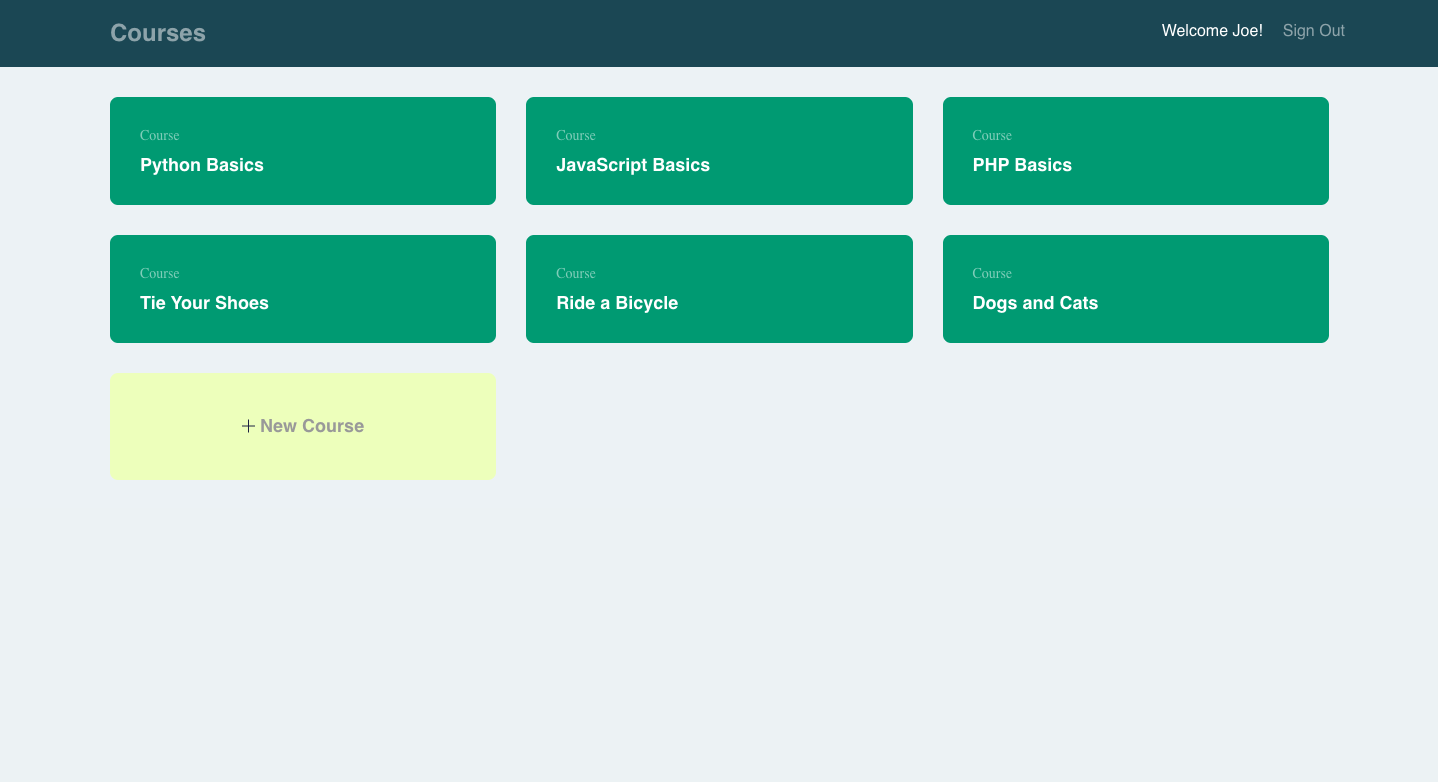 Courses
Welcome Joe! Sign Out
Course
Python Basics
Course
JavaScript Basics
Course
PHP Basics
Course
Tie Your Shoes
Course
Ride a Bicycle
Course
Dogs and Cats
+ New Course